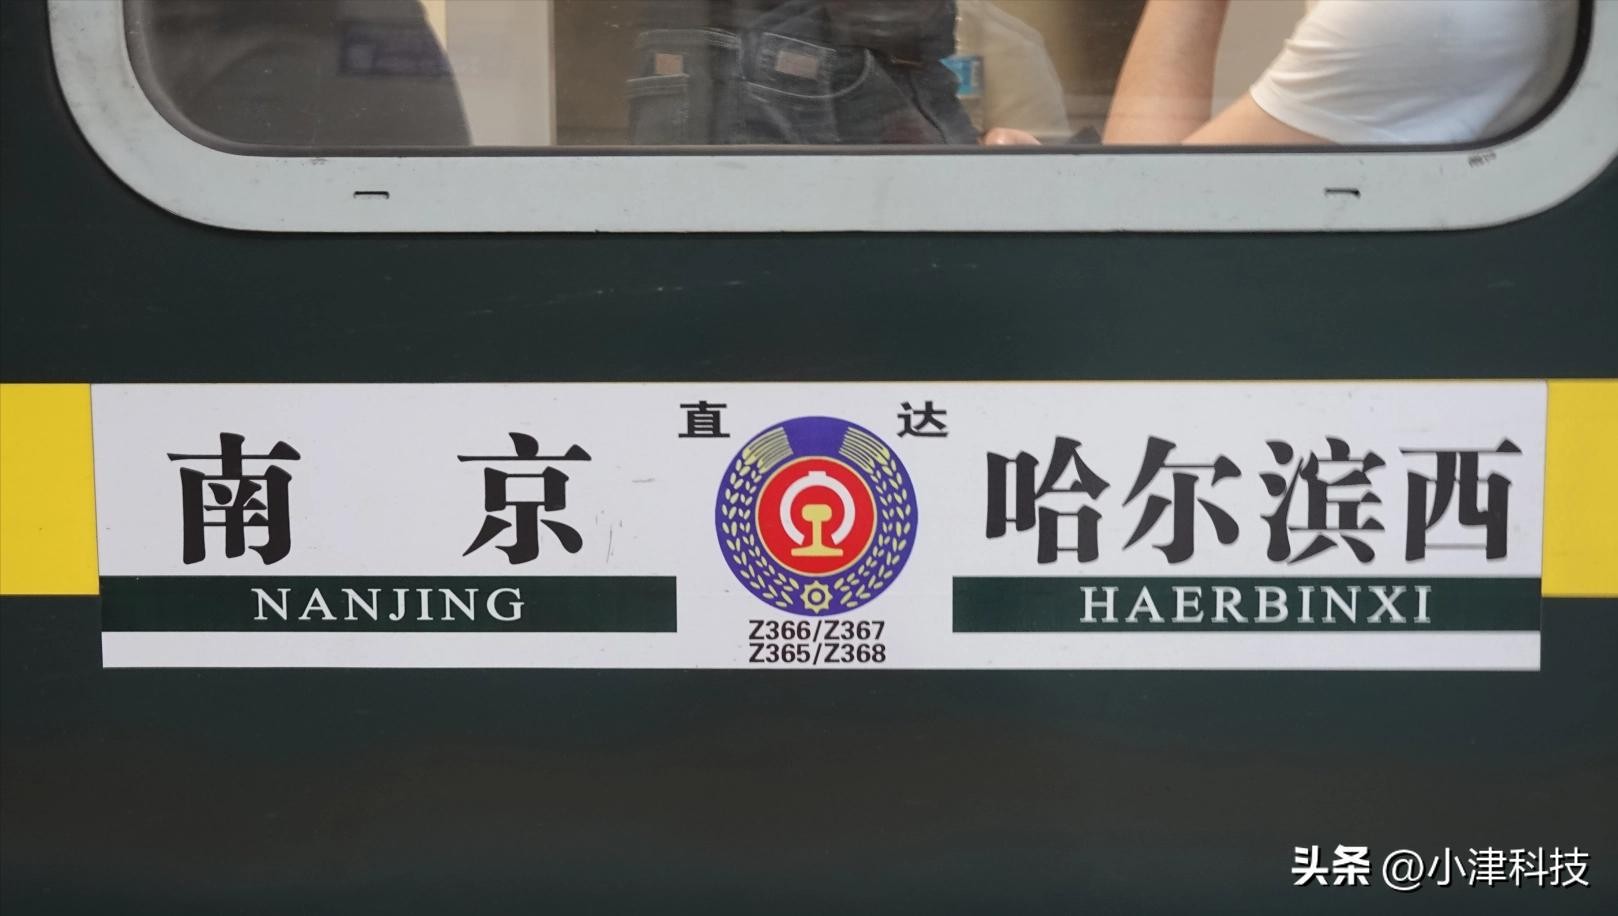 直 达
南 京
哈尔滨西
NANJING
HAERBINXI
Z366/Z367
Z365/Z368
头条 @小津科技